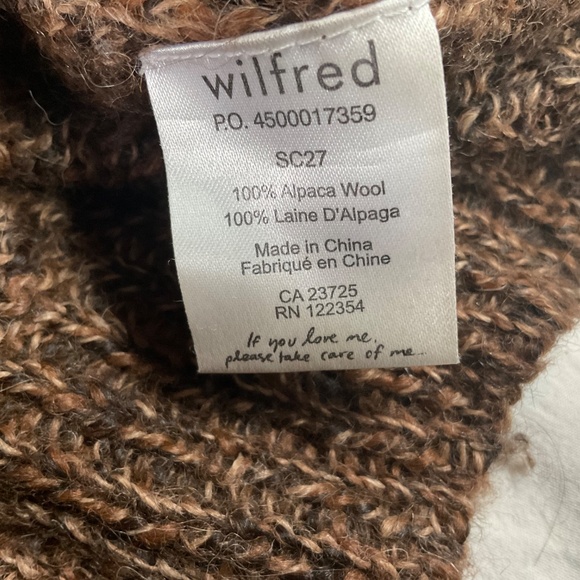 wilfred
P.O. 4500017359
SC27
100% Alpaca Wool
100% Laine D'Alpaga
Made in China
Fabriqué en Chine
CA 23725
RN 122354
If you love me,
please take care of me...